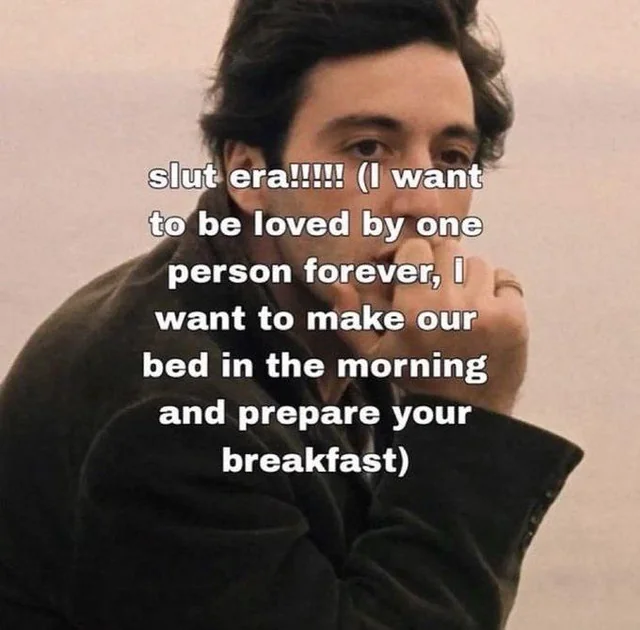 slut era!!!!! (I want
to be loved by one
person forever, I
want to make our
bed in the morning
and prepare your
breakfast)